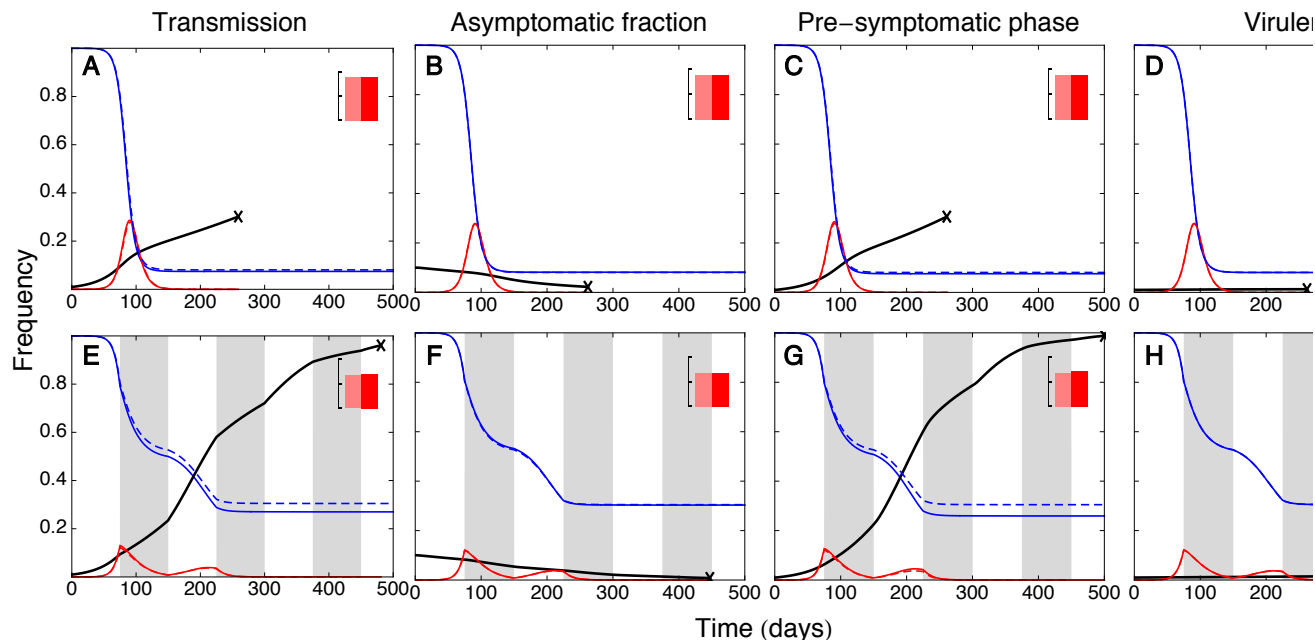 Transmission
Asymptomatic fraction
Pre−symptomatic phase
A
B
C
D
0.8
0.6
0.4
0.2
x
x
x
x
0 100 200 300 400 500
0 100 200 300 400 500
0 100 200 300 400 500
0 100 200
Frequency
E
F
G
H
0.8
0.6
0.4
0.2
x
x
x
0 100 200 300 400 500
0 100 200 300 400 500
0 100 200 300 400 500
0 100 200
Time (days)